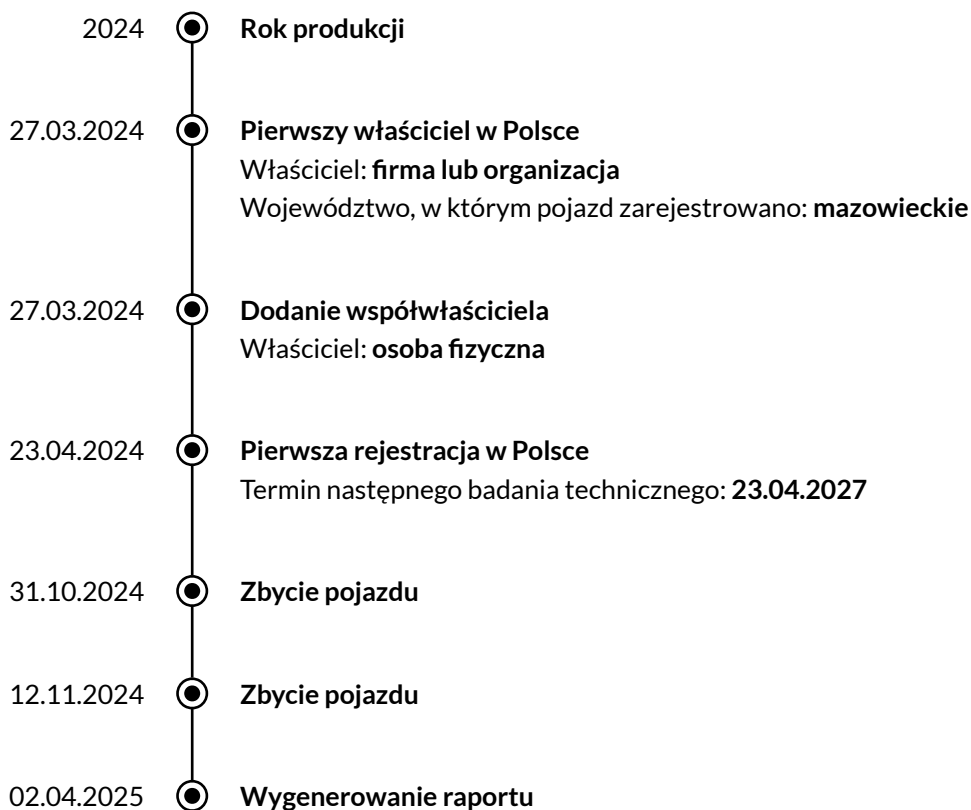 2024 Rok produkcji
27.03.2024 Pierwszy właściciel w Polsce
Właściciel: firma lub organizacja
Województwo, w którym pojazd zarejestrowano: mazowieckie
27.03.2024 Dodanie współwłaściciela
Właściciel: osoba fizyczna
23.04.2024 Pierwsza rejestracja w Polsce
Termin następnego badania technicznego: 23.04.2027
31.10.2024 Zbycie pojazdu
12.11.2024 Zbycie pojazdu
02.04.2025 Wygenerowanie raportu